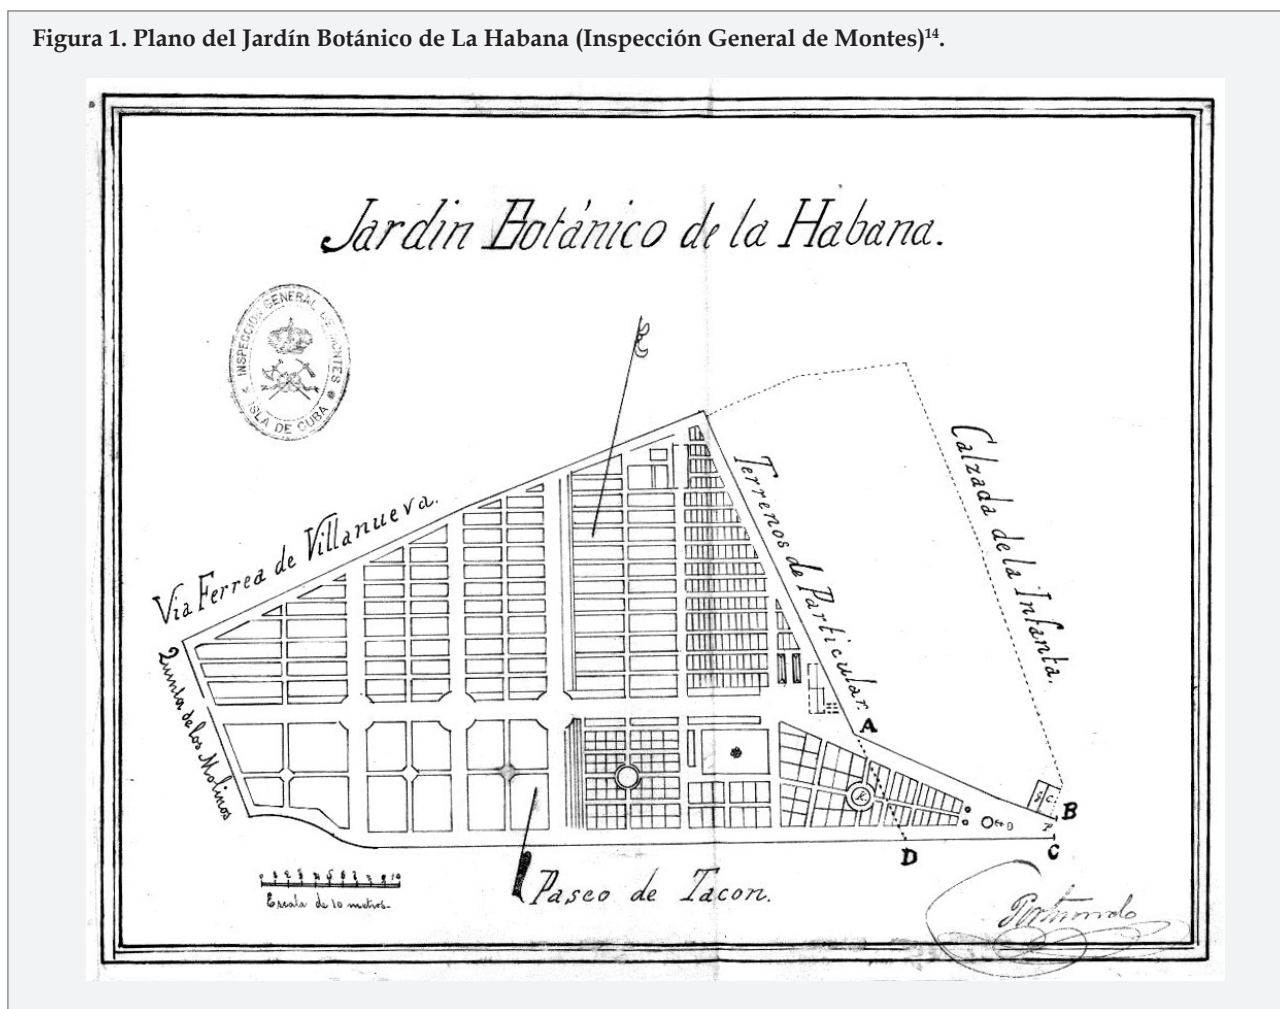 Figura 1. Plano del Jardín Botánico de La Habana (Inspección General de Montes)¹⁴.
Jardin Botánico de la Habana.
INSPECCIÓN GENERAL DE MONTES
ISLA DE CUBA
Via Ferrea de Villanueva.
Calzada de la Infanta.
Terrenos de Particular.
Quinta de los Molinos
A
B
C
D
Paseo de Tacon.
Escala de 10 metros.
Portuondo